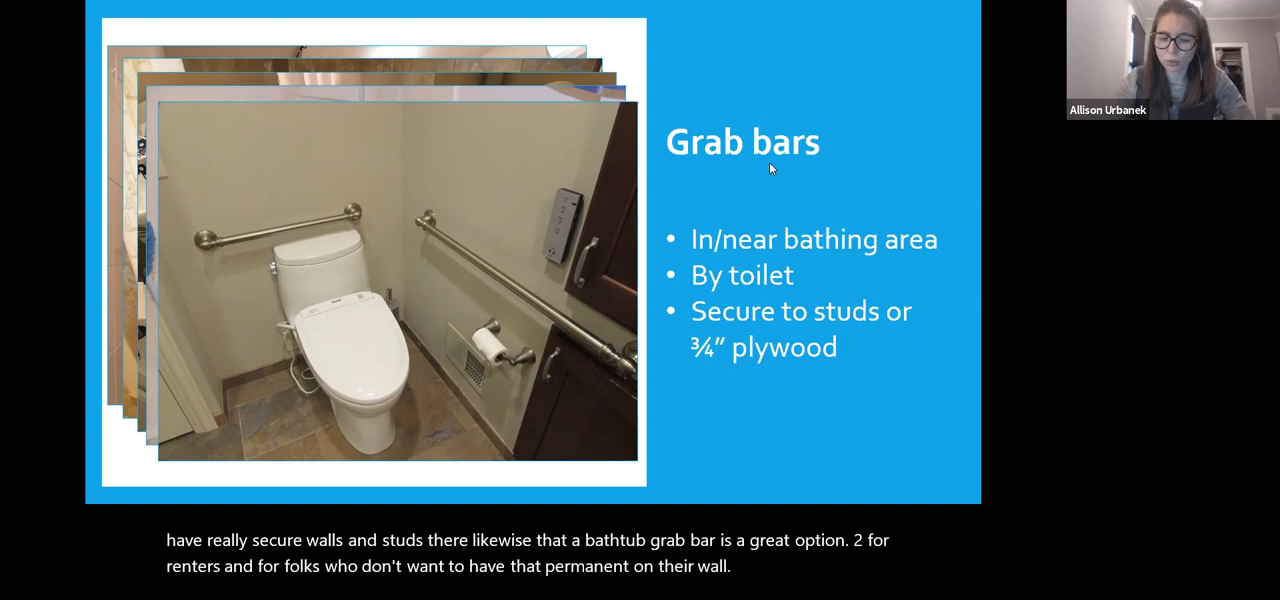 Allison Urbanek
Grab bars
• In/near bathing area
• By toilet
• Secure to studs or
¾” plywood
have really secure walls and studs there likewise that a bathtub grab bar is a great option. 2 for
renters and for folks who don't want to have that permanent on their wall.